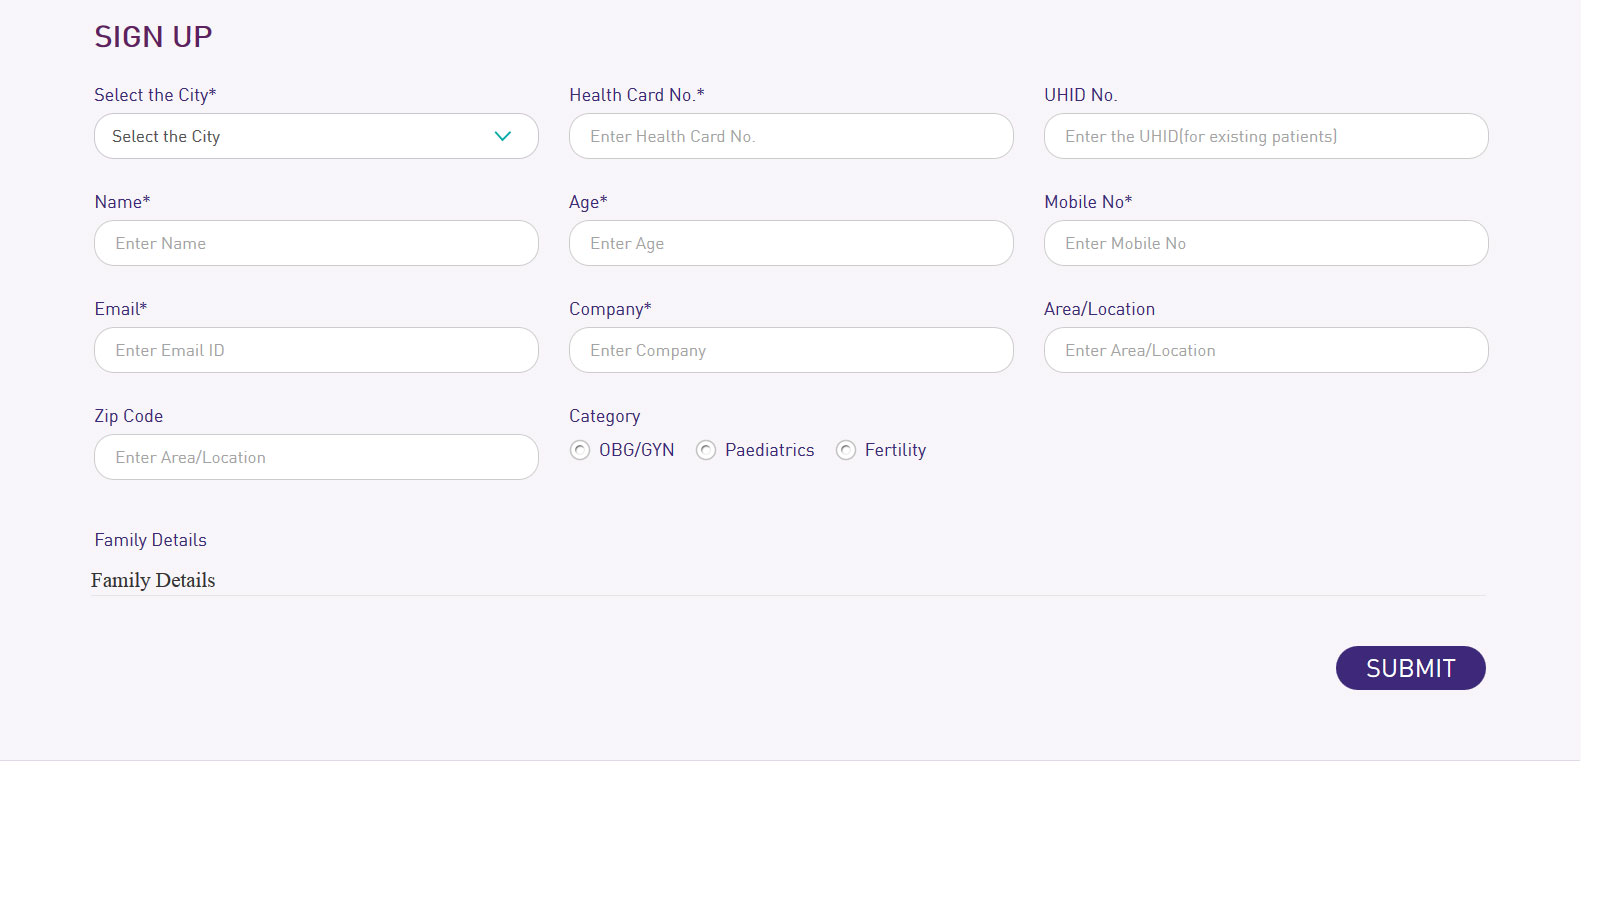 SIGN UP
Select the City* Health Card No.* UHID No.
Select the City Enter Health Card No. Enter the UHID(for existing patients)
Name* Age* Mobile No*
Enter Name Enter Age Enter Mobile No
Email* Company* Area/Location
Enter Email ID Enter Company Enter Area/Location
Zip Code Category
Enter Area/Location OBG/GYN Paediatrics Fertility
Family Details
Family Details
SUBMIT